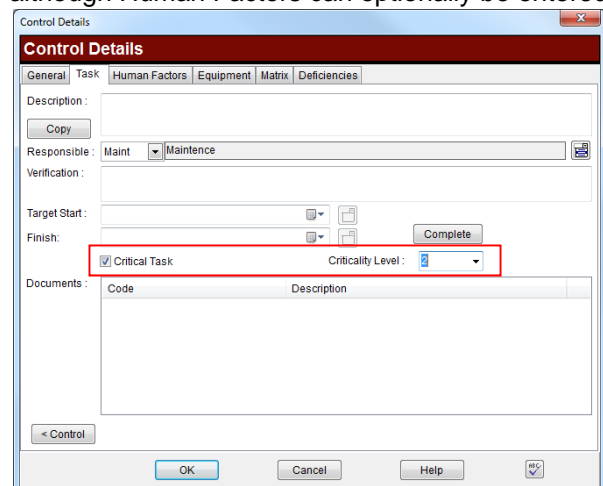 although Human Factors can optionally be entered
Control Details
Control Details
General Task Human Factors Equipment Matrix Deficiencies
Description :
Copy
Responsible : Maint Maintence
Verification :
Target Start :
Finish: Complete
Critical Task Criticality Level : 2
Documents : Code Description
< Control
OK Cancel Help ABC